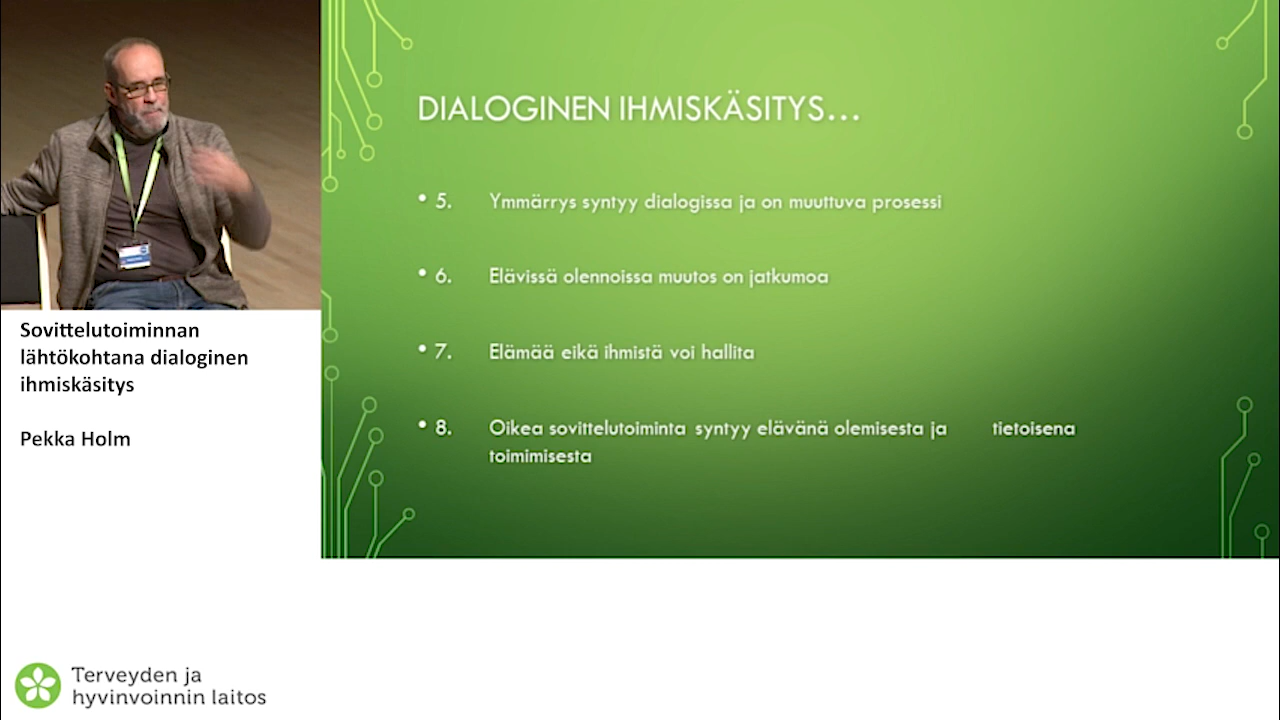 DIALOGINEN IHMISKÄSITYS...
• 5. Ymmärrys syntyy dialogissa ja on muuttuva prosessi
• 6. Elävissä olennoissa muutos on jatkumoa
• 7. Elämää eikä ihmistä voi hallita
• 8. Oikea sovittelutoiminta syntyy elävänä olemisesta ja tietoisena
toimimisesta
Sovittelutoiminnan
lähtökohtana dialoginen
ihmiskäsitys
Pekka Holm
Terveyden ja
hyvinvoinnin laitos